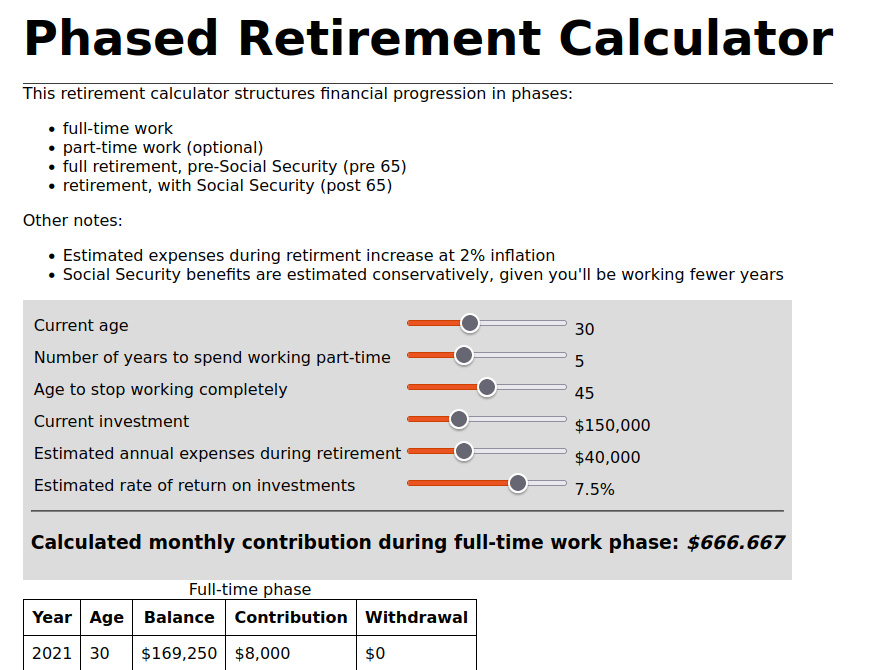 Phased Retirement Calculator
This retirement calculator structures financial progression in phases:
• full-time work
• part-time work (optional)
• full retirement, pre-Social Security (pre 65)
• retirement, with Social Security (post 65)
Other notes:
• Estimated expenses during retirment increase at 2% inflation
• Social Security benefits are estimated conservatively, given you'll be working fewer years
Current age 30
Number of years to spend working part-time 5
Age to stop working completely 45
Current investment $150,000
Estimated annual expenses during retirement $40,000
Estimated rate of return on investments 7.5%
Calculated monthly contribution during full-time work phase: $666.667
Full-time phase
Year Age Balance Contribution Withdrawal
2021 30 $169,250 $8,000 $0